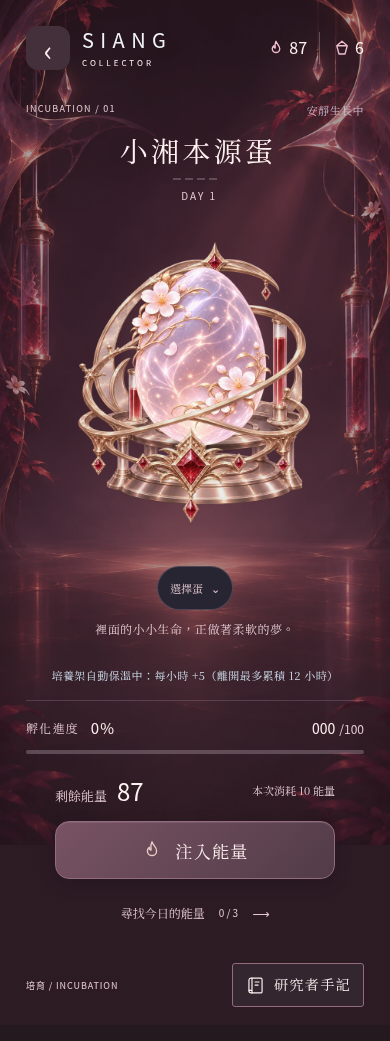 SIANG
COLLECTOR
87
6
INCUBATION / 01
安靜生長中
小湘本源蛋
DAY 1
選擇蛋
裡面的小小生命，正做著柔軟的夢。
培養架自動保溫中：每小時 +5（離開最多累積 12 小時）
孵化進度 0%
000 /100
剩餘能量 87
本次消耗 10 能量
注入能量
尋找今日的能量 0 / 3 →
培育 / INCUBATION
研究者手記